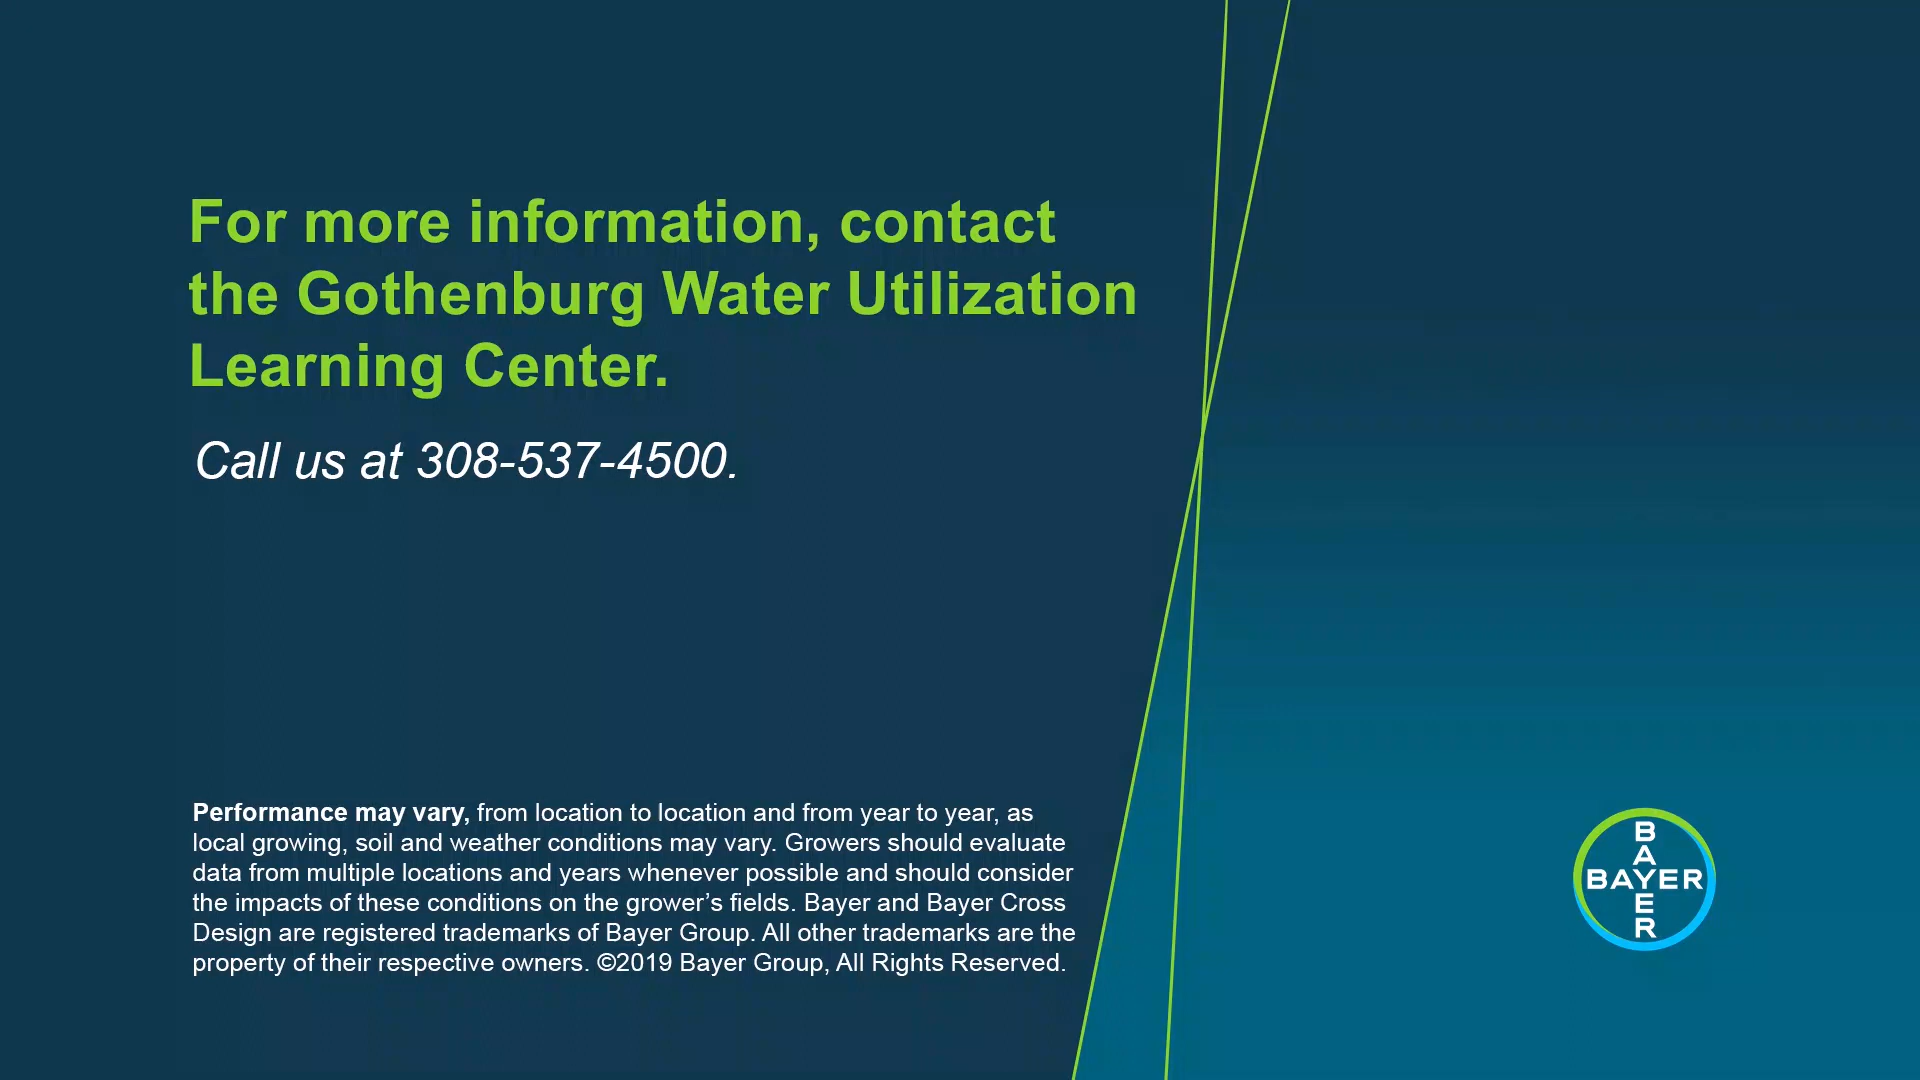 For more information, contact
the Gothenburg Water Utilization
Learning Center.
Call us at 308-537-4500.
Performance may vary, from location to location and from year to year, as
local growing, soil and weather conditions may vary. Growers should evaluate
data from multiple locations and years whenever possible and should consider
the impacts of these conditions on the grower’s fields. Bayer and Bayer Cross
Design are registered trademarks of Bayer Group. All other trademarks are the
property of their respective owners. ©2019 Bayer Group, All Rights Reserved.
BAYER
BAYER